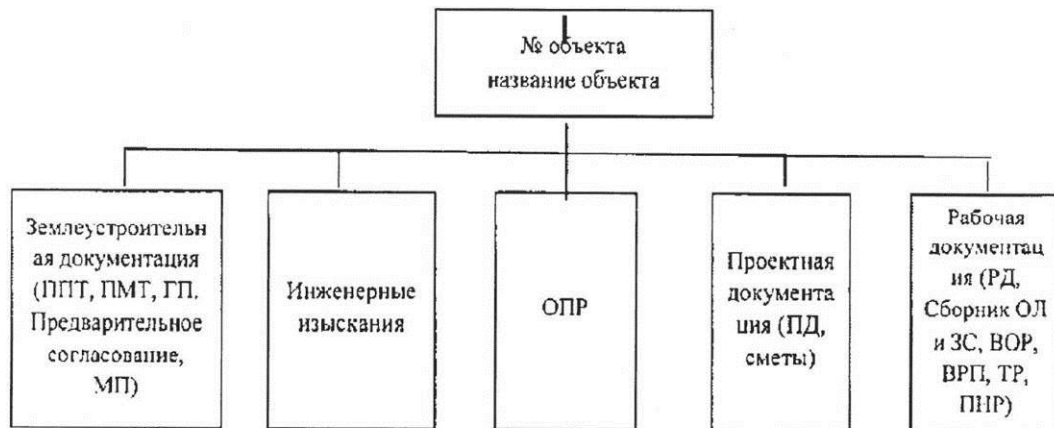 № объекта
название объекта
Землеустроительн
ая документация
(ППТ, ПМТ, ГП.
Предварительное
согласование,
МП)
Инженерные
изыскания
ОПР
Проектная
документа
ция (ПД,
сметы)
Рабочая
документац
ия (РД,
Сборник ОЛ
и ЗС, ВОР,
ВРП, ТР,
ПНР)